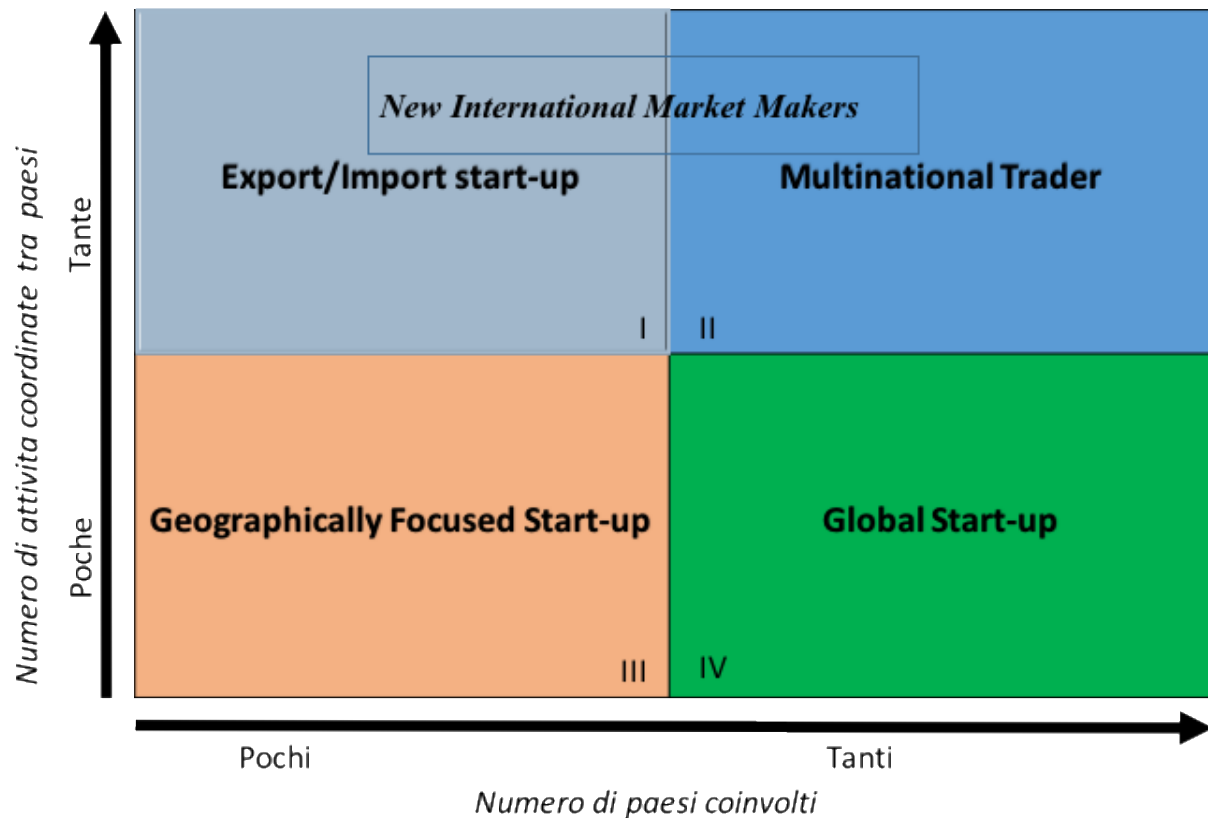 New International Market Makers
Export/Import start-up
Multinational Trader
I
II
Geographically Focused Start-up
Global Start-up
III
IV
Numero di attivita coordinate tra paesi
Tante
Poche
Pochi
Tanti
Numero di paesi coinvolti